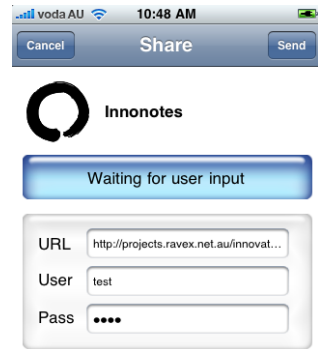 voda AU 10:48 AM
Cancel Share Send
Innonotes
Waiting for user input
URL http://projects.ravex.net.au/innovat...
User test
Pass ••••